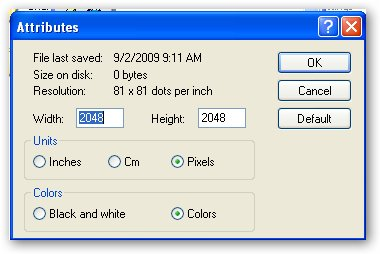 Attributes
File last saved: 9/2/2009 9:11 AM
Size on disk: 0 bytes
Resolution: 81 x 81 dots per inch
Width: 2048 Height: 2048
Units
Inches Cm Pixels
Colors
Black and white Colors
OK
Cancel
Default